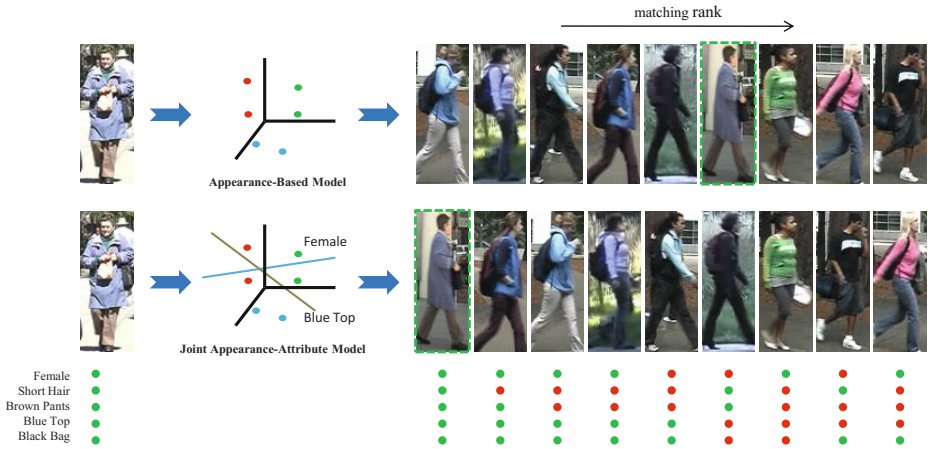 matching rank
Appearance-Based Model
Female
Blue Top
Joint Appearance-Attribute Model
Female
Short Hair
Brown Pants
Blue Top
Black Bag